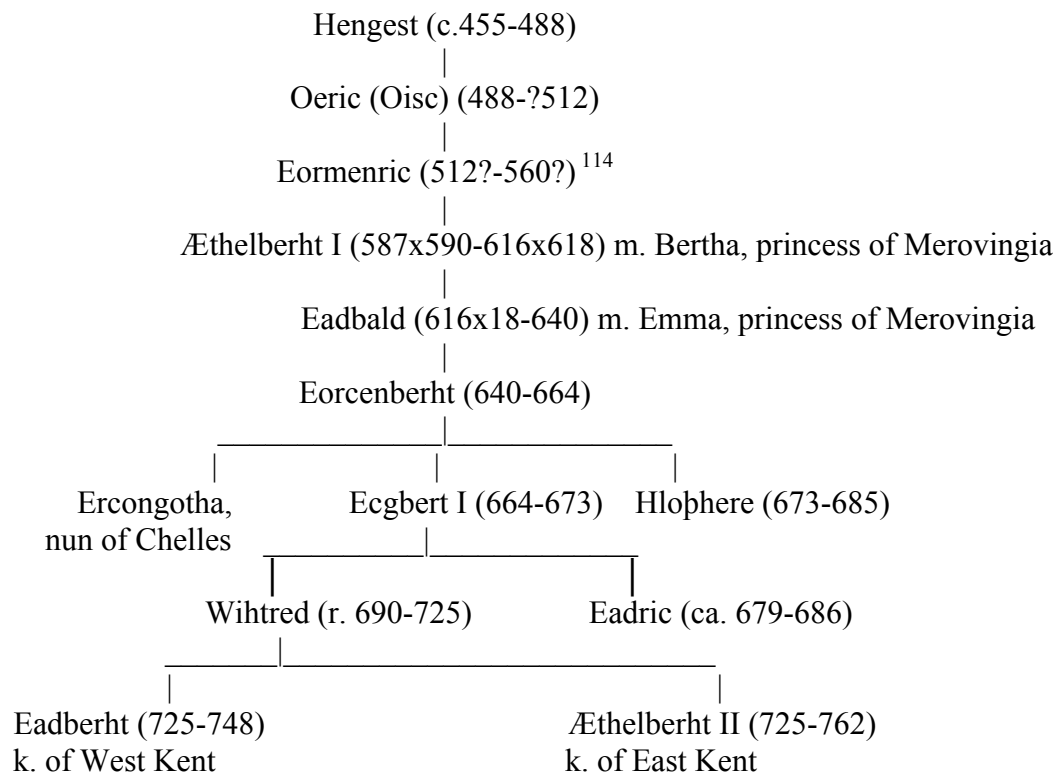 Hengest (c.455-488)
Oeric (Oisc) (488-?512)
Eormenric (512?-560?) 114
Æthelberht I (587x590-616x618) m. Bertha, princess of Merovingia
Eadbald (616x18-640) m. Emma, princess of Merovingia
Eorcenberht (640-664)
Ercongotha, Ecgbert I (664-673) Hloþhere (673-685)
nun of Chelles
Wihtred (r. 690-725) Eadric (ca. 679-686)
Eadberht (725-748) Æthelberht II (725-762)
k. of West Kent k. of East Kent